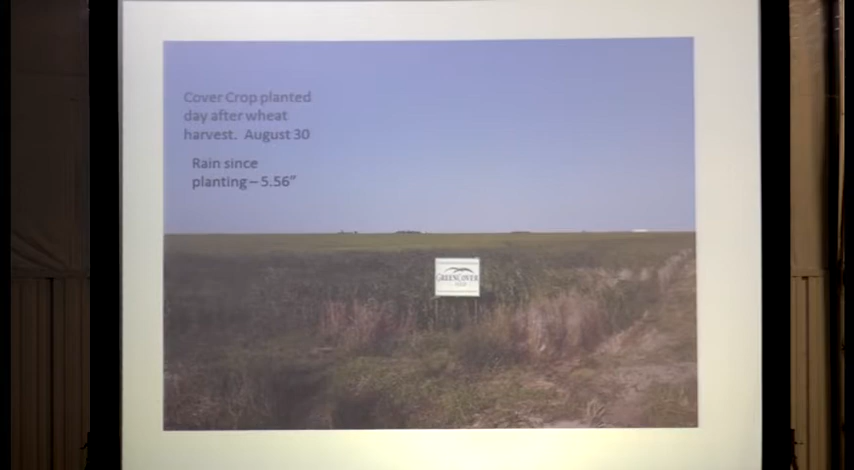 Cover Crop planted
day after wheat
harvest. August 30
Rain since
planting – 5.56"
GREENCOVER